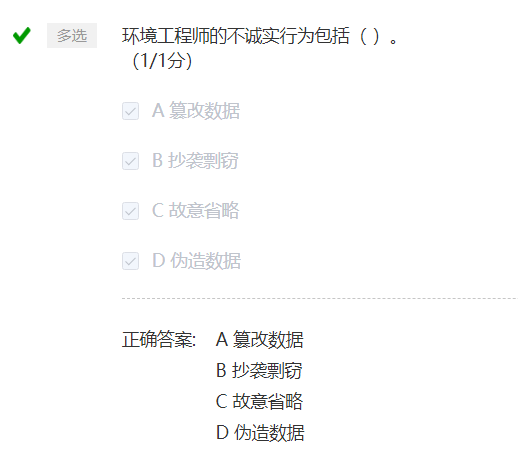 多选 环境工程师的不诚实行为包括（ ）。
（1/1分）
A 篡改数据
B 抄袭剽窃
C 故意省略
D 伪造数据
正确答案: A 篡改数据
B 抄袭剽窃
C 故意省略
D 伪造数据